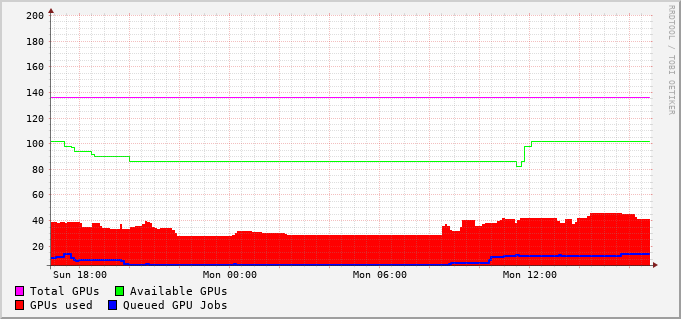 200
180
160
140
120
100
80
60
40
20
Sun 18:00 Mon 00:00 Mon 06:00 Mon 12:00
Total GPUs Available GPUs
GPUs used Queued GPU Jobs
RRDTOOL / TOBI OETIKER